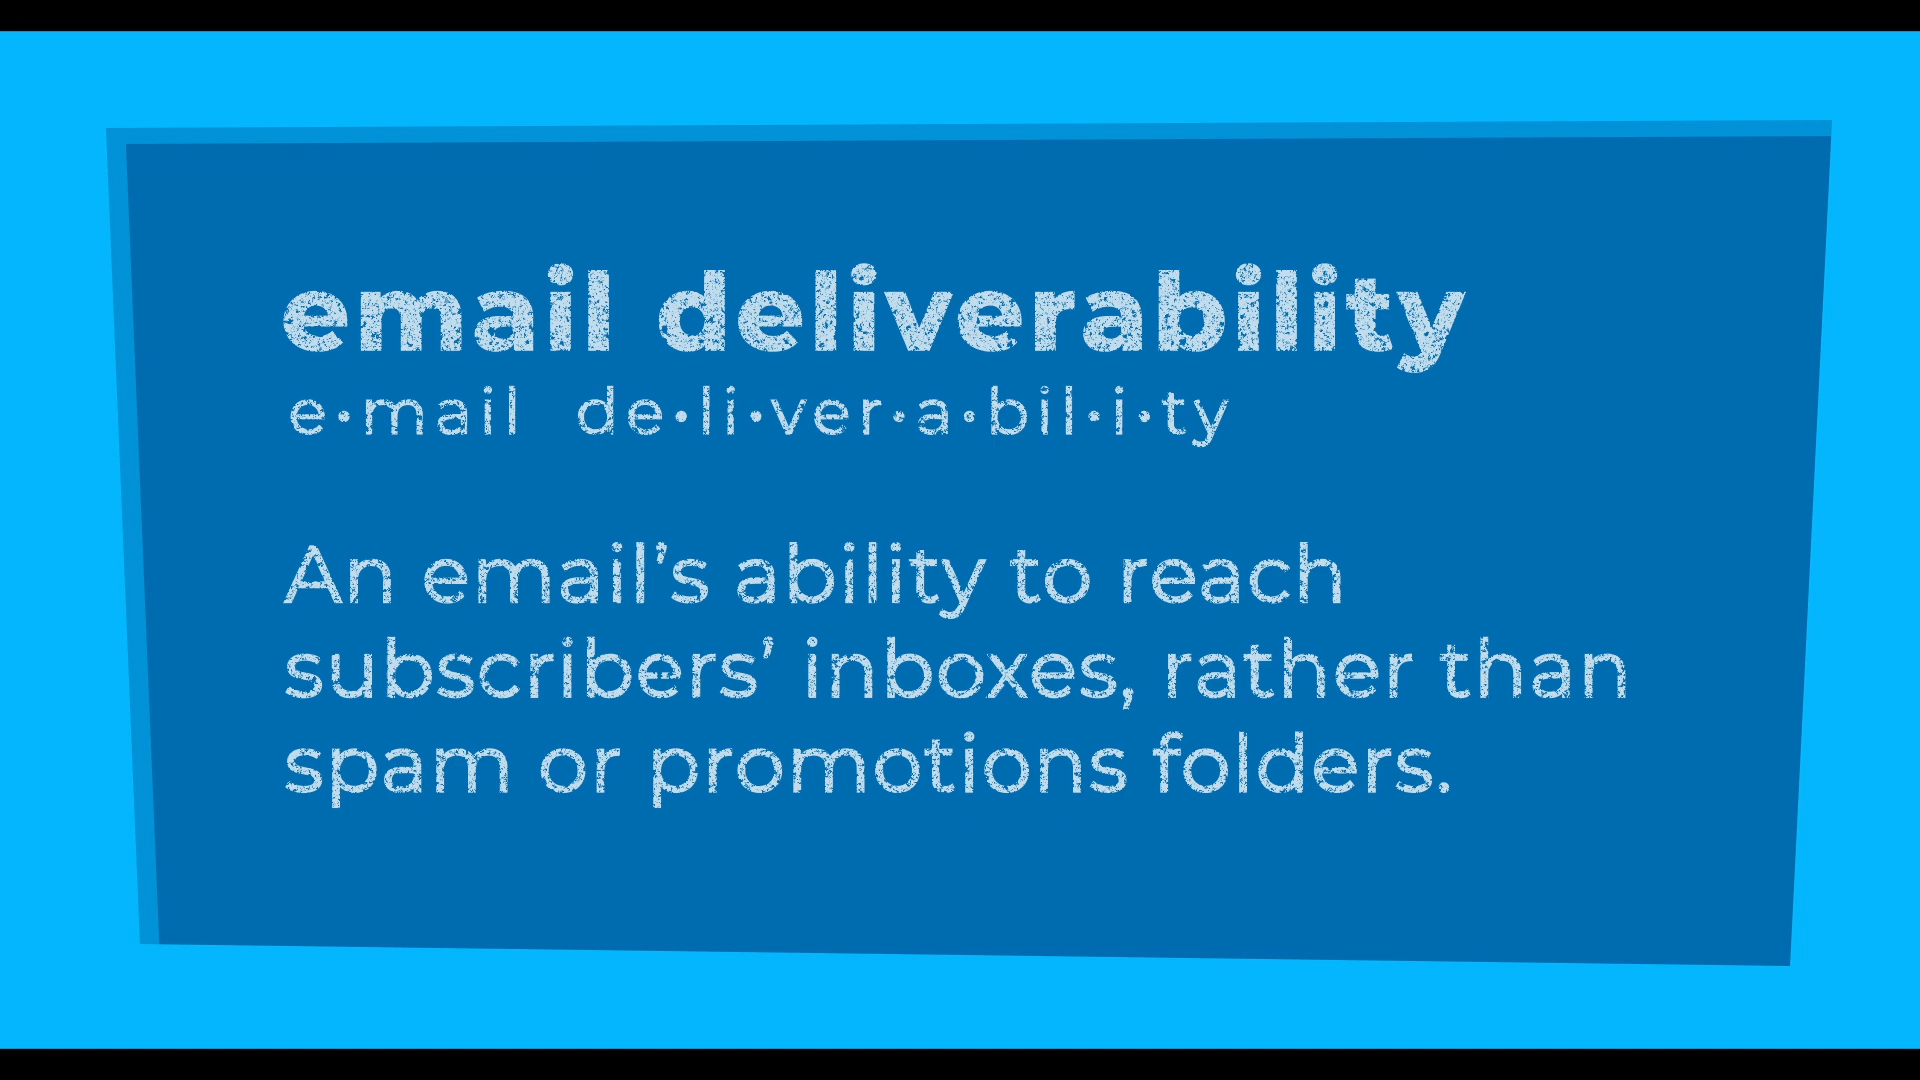 email deliverability
e•mail de•li•ver•a•bil•i•ty
An email’s ability to reach
subscribers’ inboxes, rather than
spam or promotions folders.